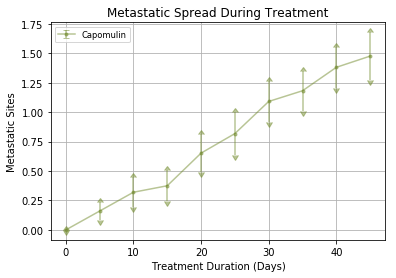 Metastatic Spread During Treatment
Capomulin
Metastatic Sites
1.75
1.50
1.25
1.00
0.75
0.50
0.25
0.00
0 10 20 30 40
Treatment Duration (Days)